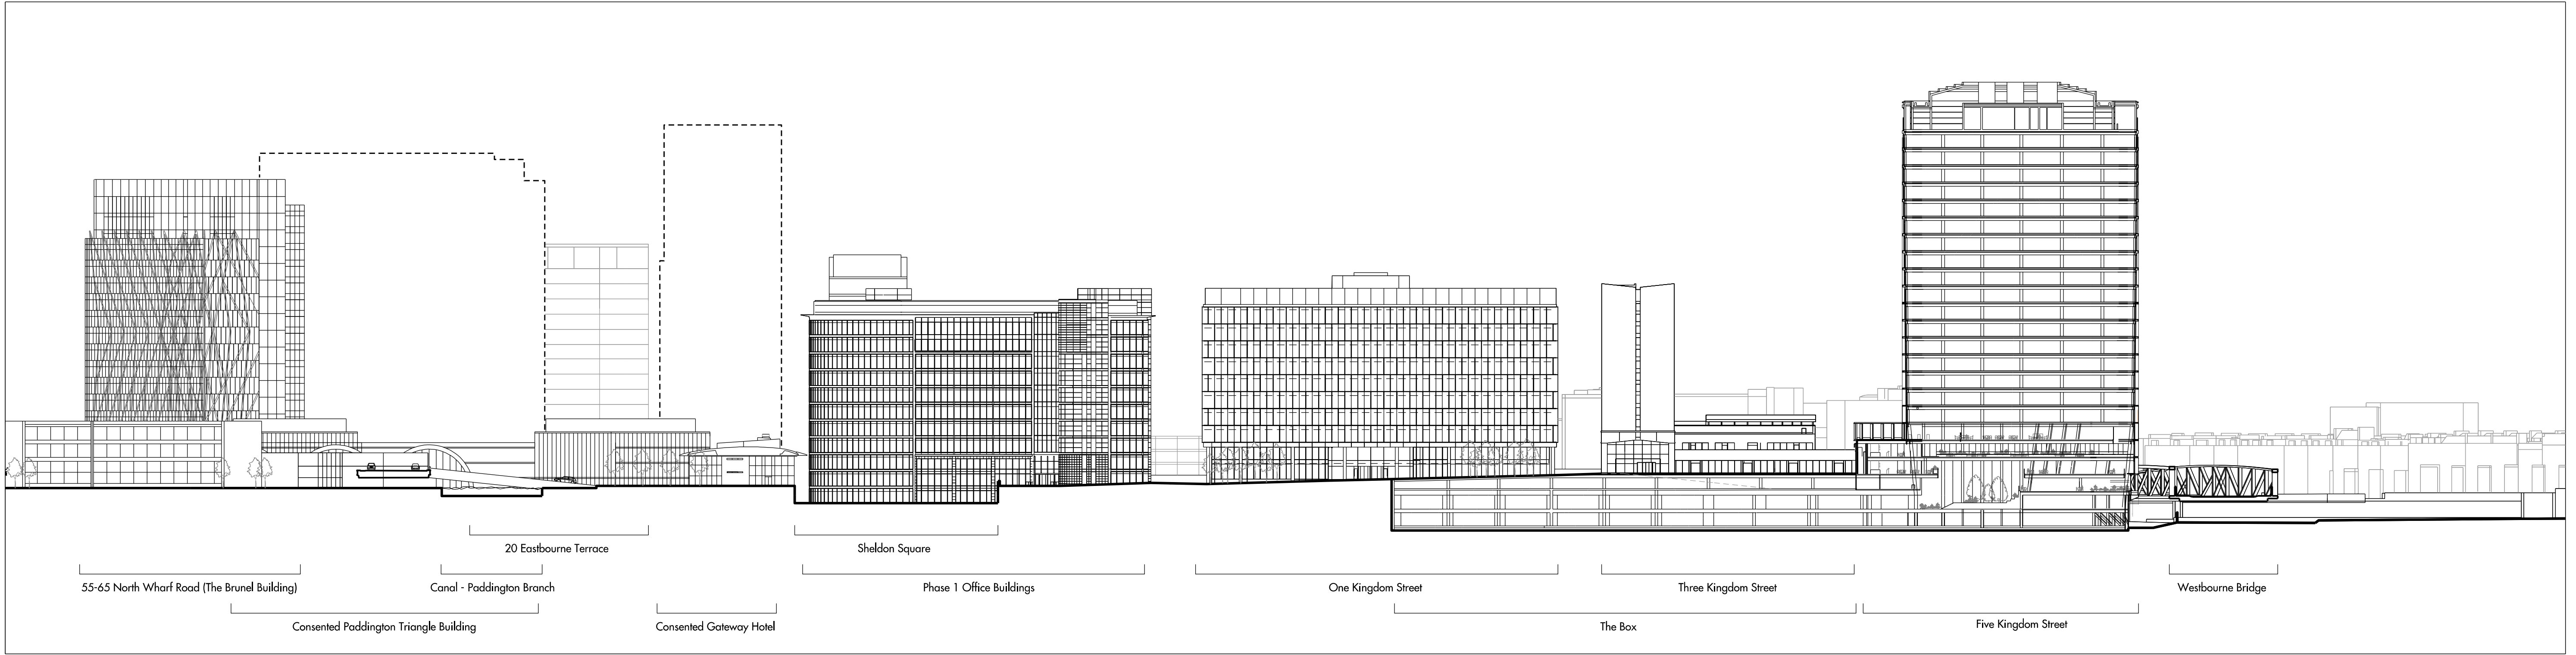 20 Eastbourne Terrace
Sheldon Square
55-65 North Wharf Road (The Brunel Building)
Canal - Paddington Branch
Phase 1 Office Buildings
One Kingdom Street
Three Kingdom Street
Westbourne Bridge
Consented Paddington Triangle Building
Consented Gateway Hotel
The Box
Five Kingdom Street